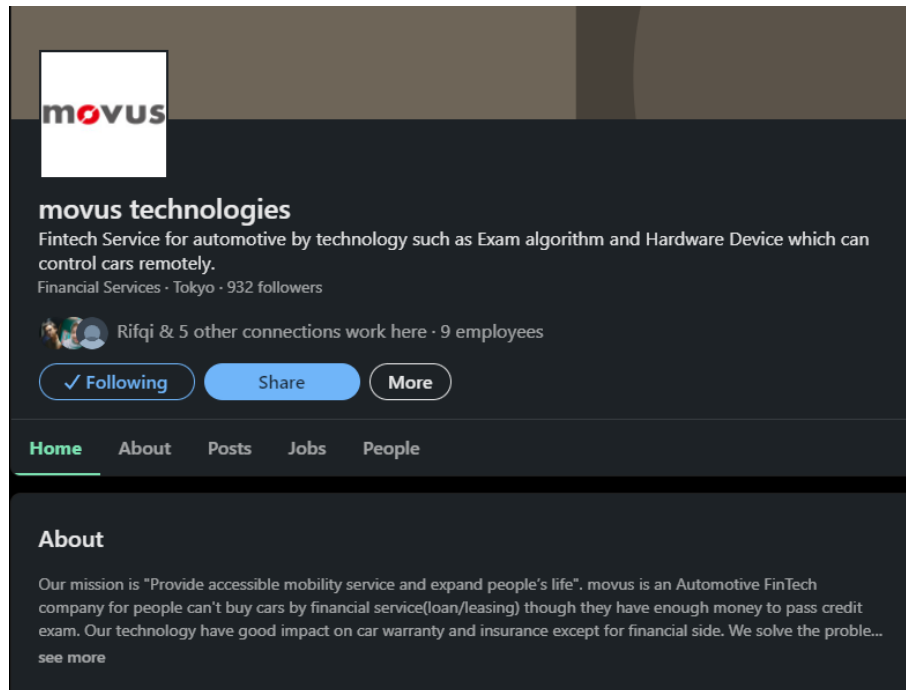 movus
movus technologies
Fintech Service for automotive by technology such as Exam algorithm and Hardware Device which can
control cars remotely.
Financial Services · Tokyo · 932 followers
Rifqi & 5 other connections work here · 9 employees
✓ Following
Share
More
Home About Posts Jobs People
About
Our mission is "Provide accessible mobility service and expand people's life". movus is an Automotive FinTech
company for people can't buy cars by financial service(loan/leasing) though they have enough money to pass credit
exam. Our technology have good impact on car warranty and insurance except for financial side. We solve the proble...
see more